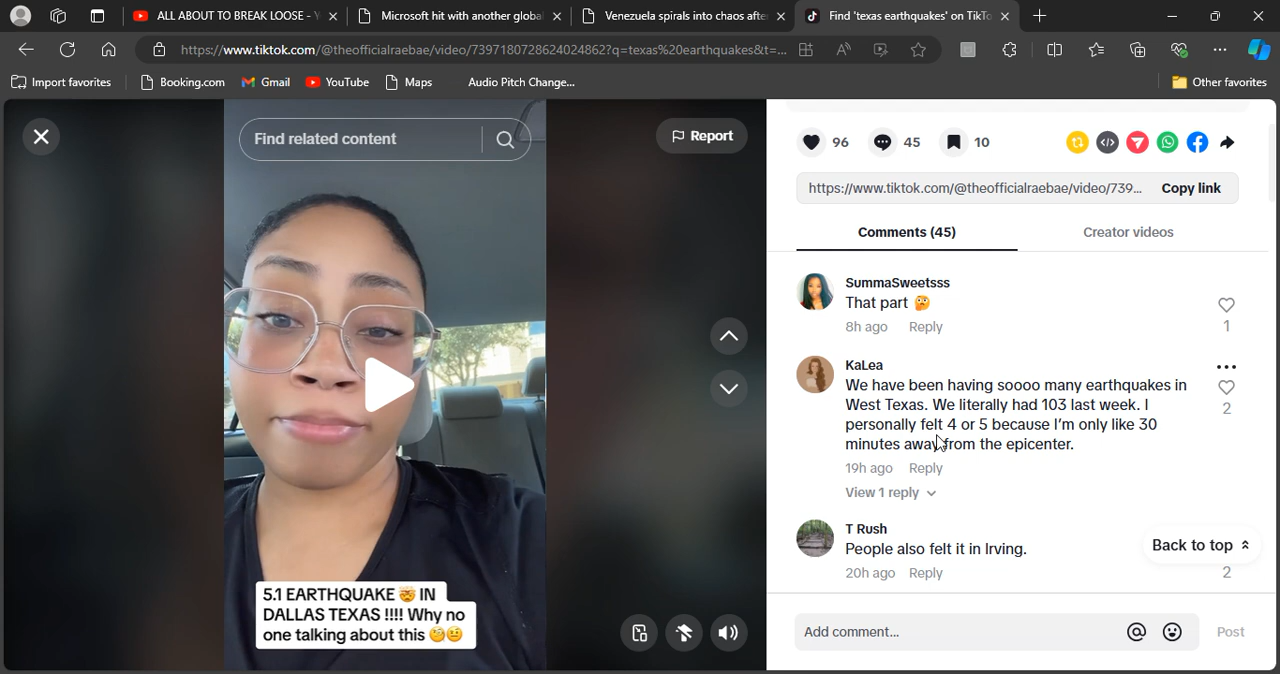 ALL ABOUT TO BREAK LOOSE - Y
Microsoft hit with another global
Venezuela spirals into chaos after
Find 'texas earthquakes' on TikTo
https://www.tiktok.com/@theofficialraebae/video/7397180728624024862?q=texas%20earthquakes&t=...
Import favorites
Booking.com
Gmail
YouTube
Maps
Audio Pitch Change...
Other favorites
Find related content
Report
5.1 EARTHQUAKE 🤯 IN
DALLAS TEXAS !!!! Why no
one talking about this 🧐🤨
96
45
10
https://www.tiktok.com/@theofficialraebae/video/739...
Copy link
Comments (45)
Creator videos
SummaSweetsss
That part 🤔
8h ago Reply
1
KaLea
We have been having soooo many earthquakes in
West Texas. We literally had 103 last week. I
personally felt 4 or 5 because I'm only like 30
minutes away from the epicenter.
2
19h ago Reply
View 1 reply
T Rush
People also felt it in Irving.
20h ago Reply
2
Back to top
Add comment...
Post